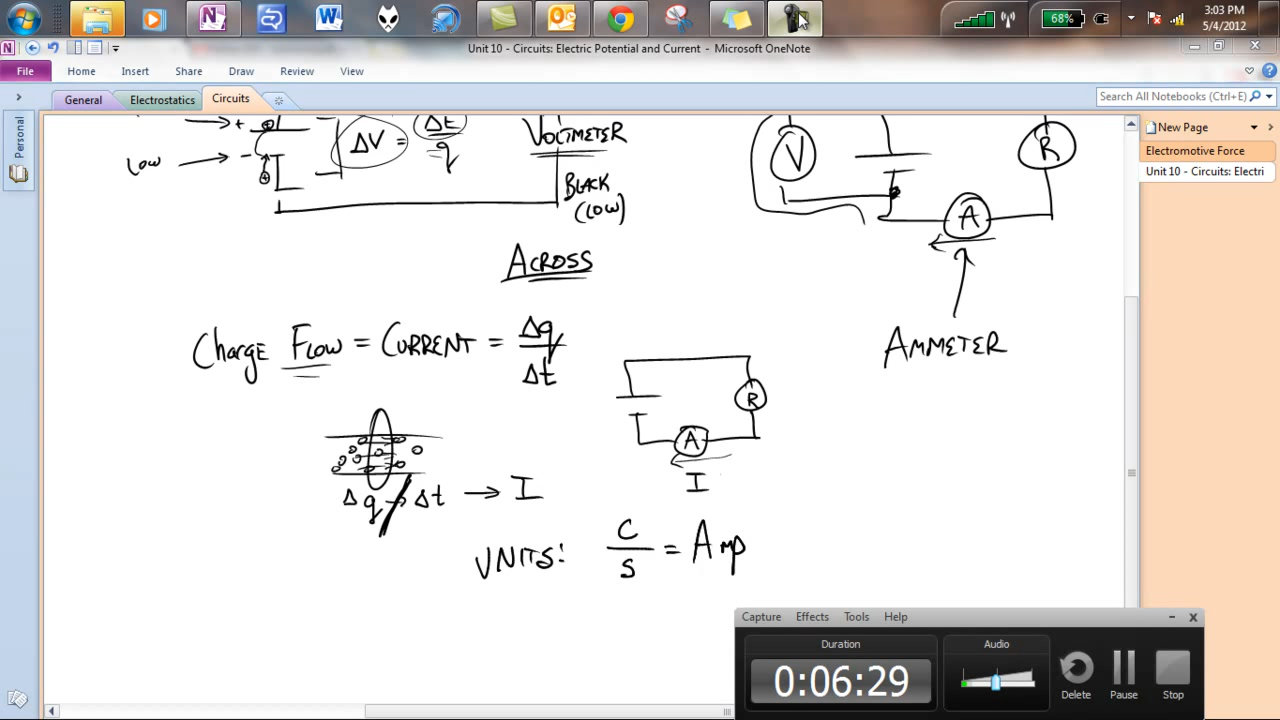 3:03 PM
68%
5/4/2012
Unit 10 - Circuits: Electric Potential and Current - Microsoft OneNote
File Home Insert Share Draw Review View
General Electrostatics Circuits
Search All Notebooks (Ctrl+E)
Personal
New Page
Electromotive Force
Unit 10 - Circuits: Electri
+
LOW
-
ΔV = ΔE/q
VOLTMETER
BLACK
(LOW)
V
R
A
ACROSS
AMMETER
Charge FLOW = CURRENT = Δq/Δt
R
A
I
Δq → Δt → I
UNITS: C/S = Amp
Capture Effects Tools Help
Duration Audio
0:06:29
Delete Pause Stop